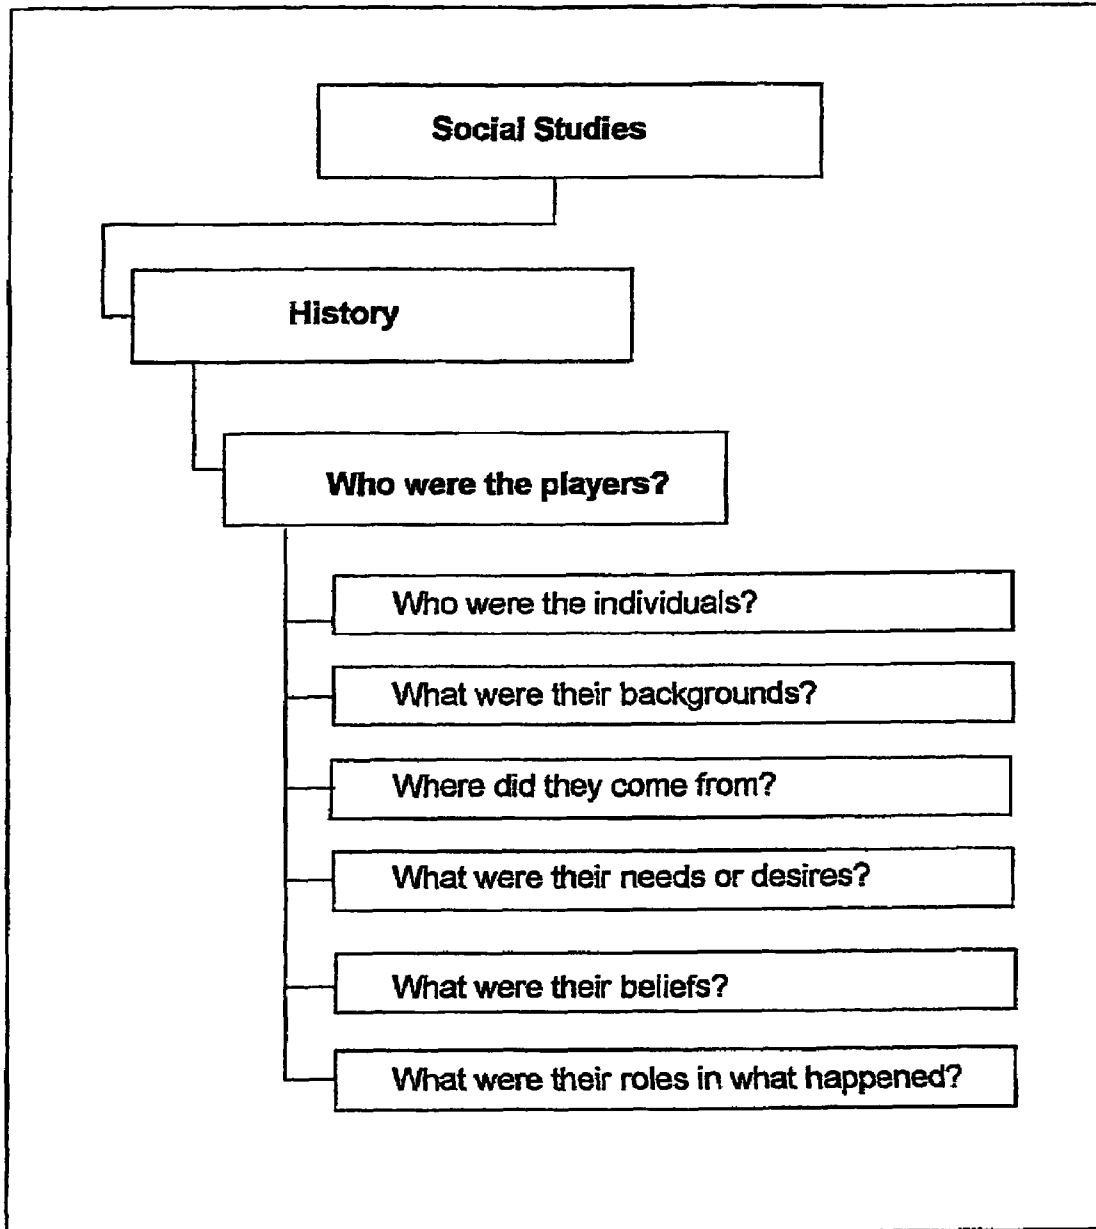 Social Studies
History
Who were the players?
Who were the individuals?
What were their backgrounds?
Where did they come from?
What were their needs or desires?
What were their beliefs?
What were their roles in what happened?